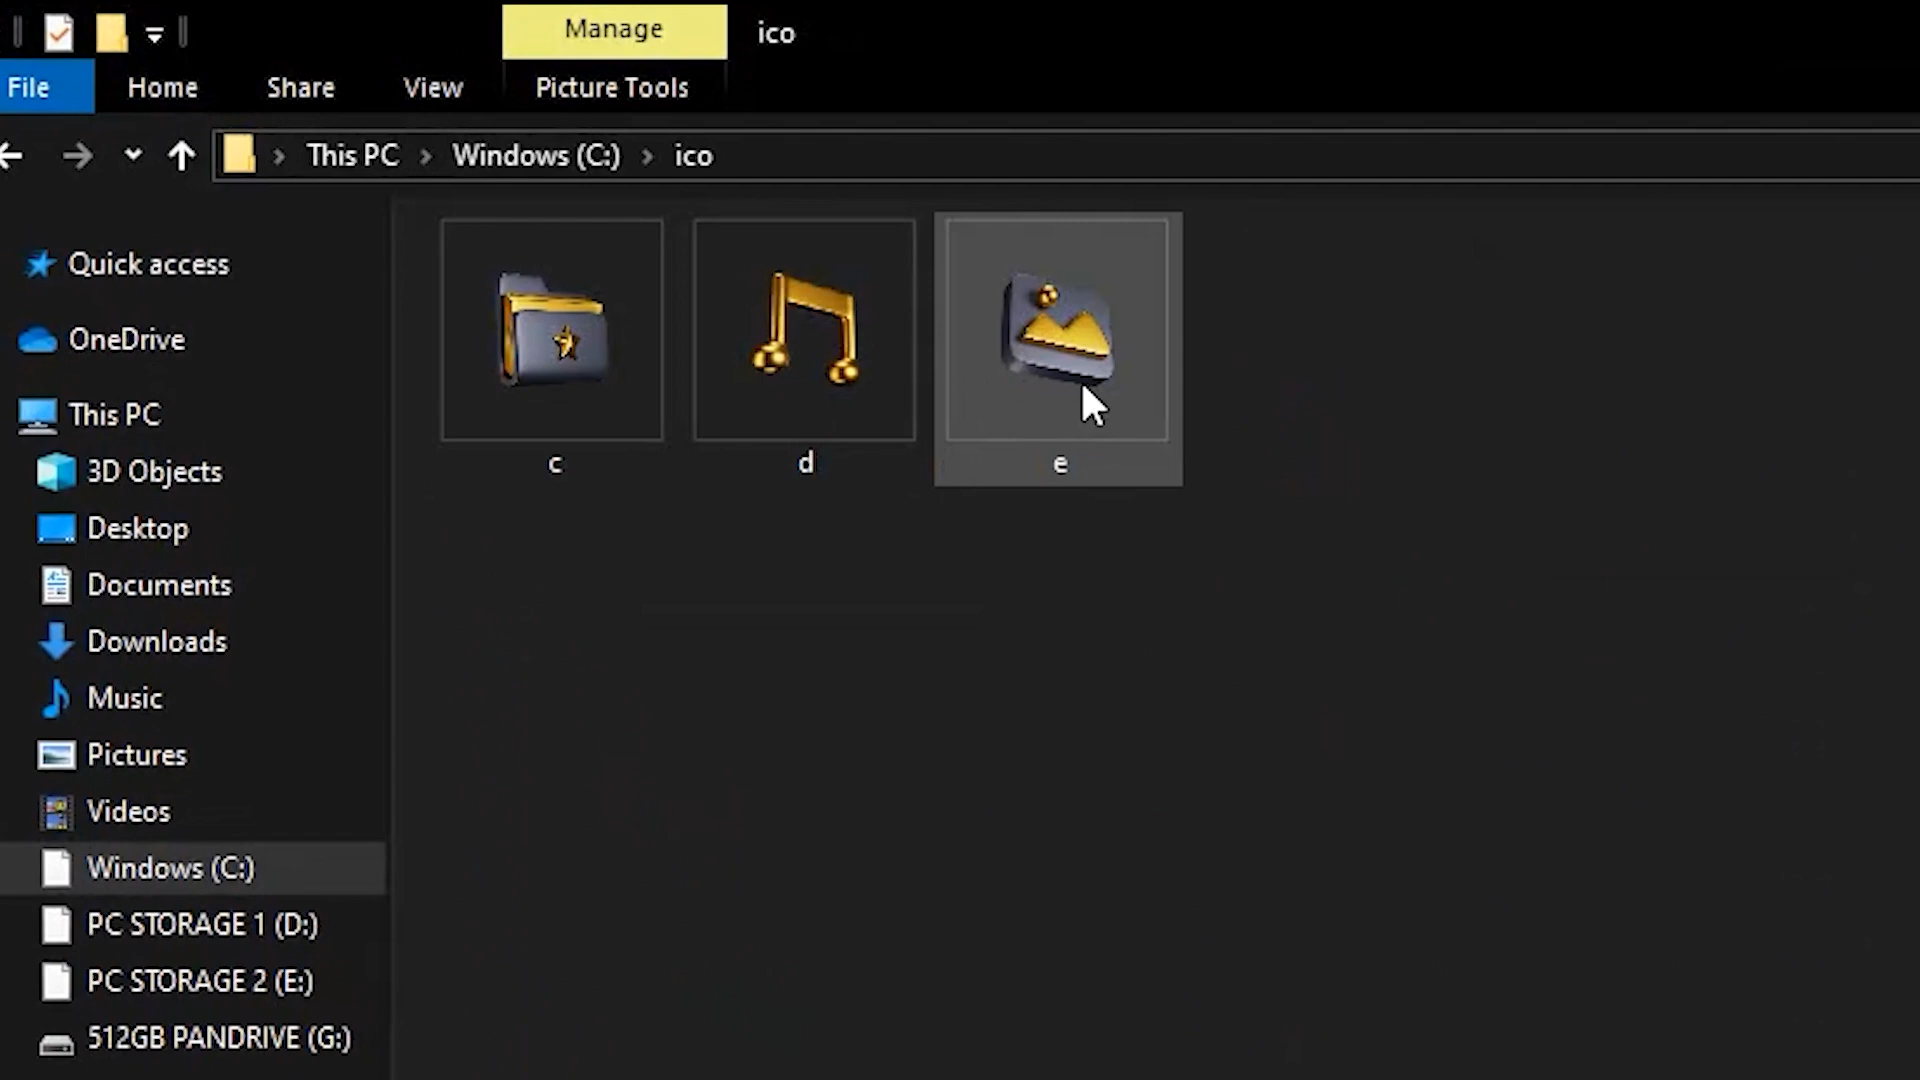 Manage
ico
File
Home
Share
View
Picture Tools
This PC
Windows (C:)
ico
Quick access
OneDrive
This PC
3D Objects
Desktop
Documents
Downloads
Music
Pictures
Videos
Windows (C:)
PC STORAGE 1 (D:)
PC STORAGE 2 (E:)
512GB PANDRIVE (G:)
c
d
e